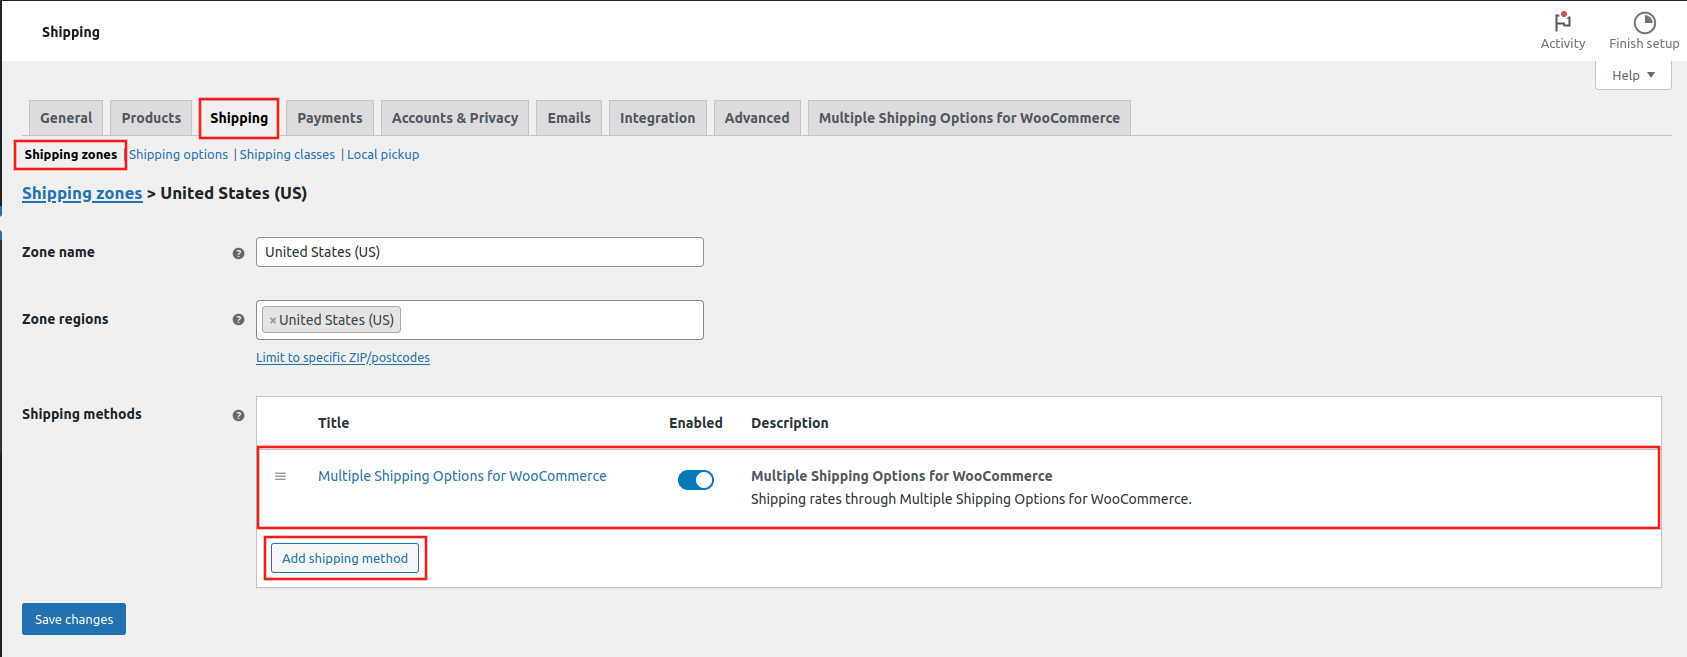 Shipping
Activity
Finish setup
Help
General Products Shipping Payments Accounts & Privacy Emails Integration Advanced Multiple Shipping Options for WooCommerce
Shipping zones | Shipping options | Shipping classes | Local pickup
Shipping zones > United States (US)
Zone name ? United States (US)
Zone regions ? × United States (US)
Limit to specific ZIP/postcodes
Shipping methods ?
Title Enabled Description
Multiple Shipping Options for WooCommerce Multiple Shipping Options for WooCommerce
Shipping rates through Multiple Shipping Options for WooCommerce.
Add shipping method
Save changes